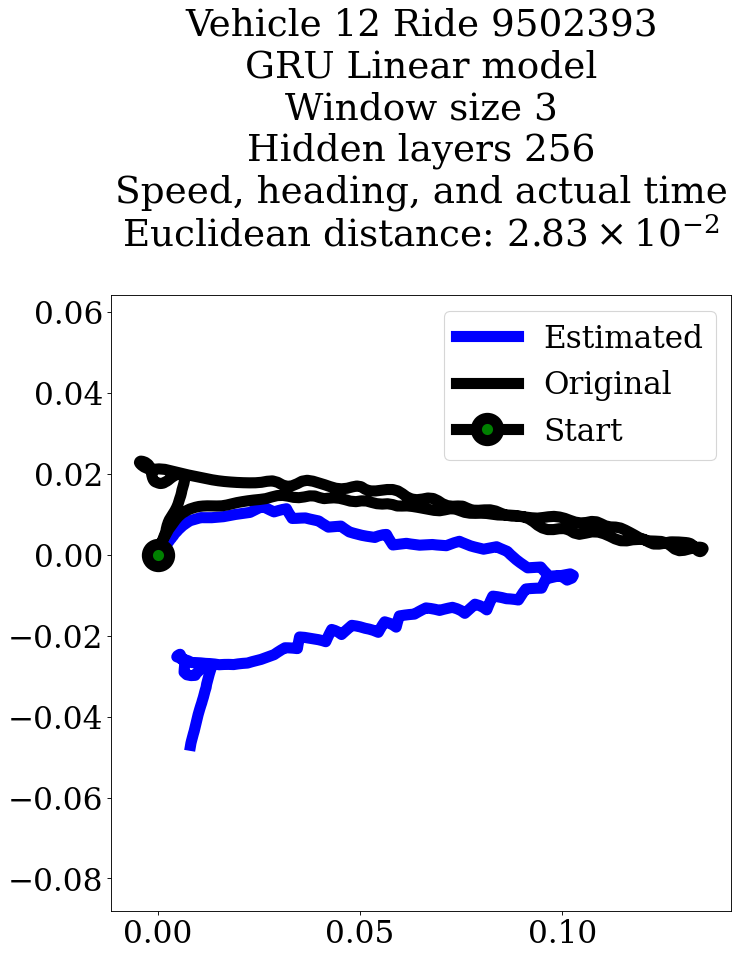 Vehicle 12 Ride 9502393
GRU Linear model
Window size 3
Hidden layers 256
Speed, heading, and actual time
Euclidean distance: 2.83 × 10⁻²
Estimated
Original
Start
0.06
0.04
0.02
0.00
−0.02
−0.04
−0.06
−0.08
0.00 0.05 0.10